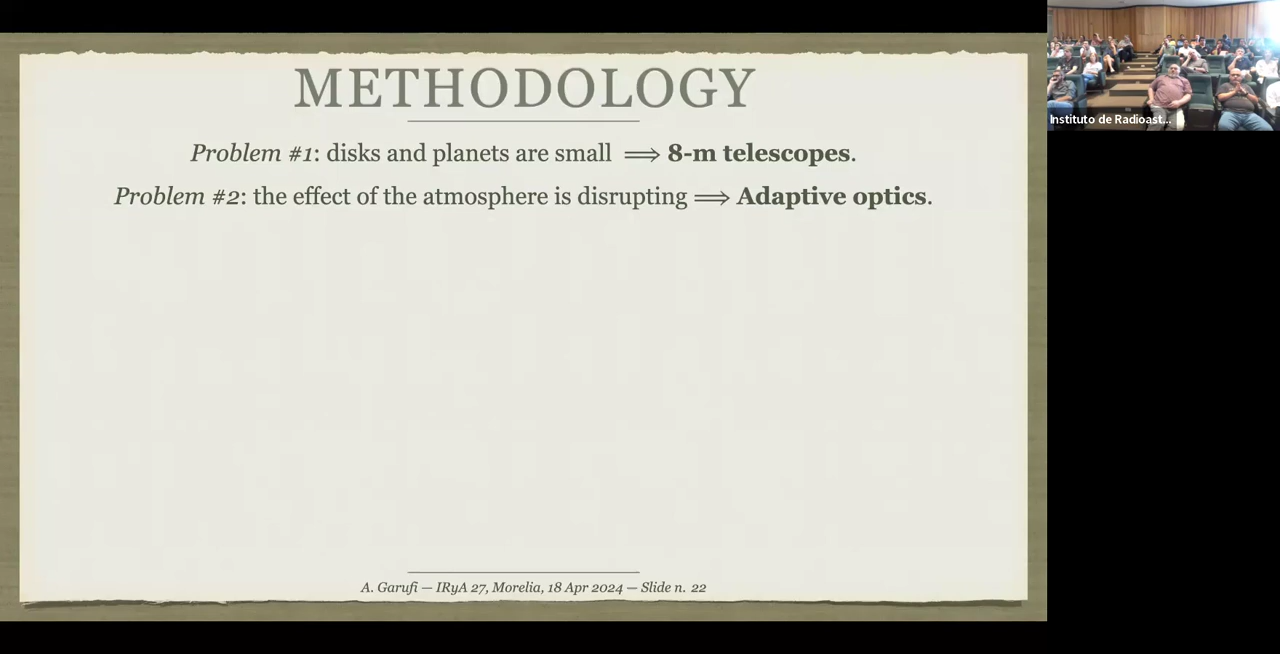 METHODOLOGY
Problem #1: disks and planets are small ⟹ 8-m telescopes.
Problem #2: the effect of the atmosphere is disrupting ⟹ Adaptive optics.
A. Garufi — IRyA 27, Morelia, 18 Apr 2024 — Slide n. 22
Instituto de Radioast...